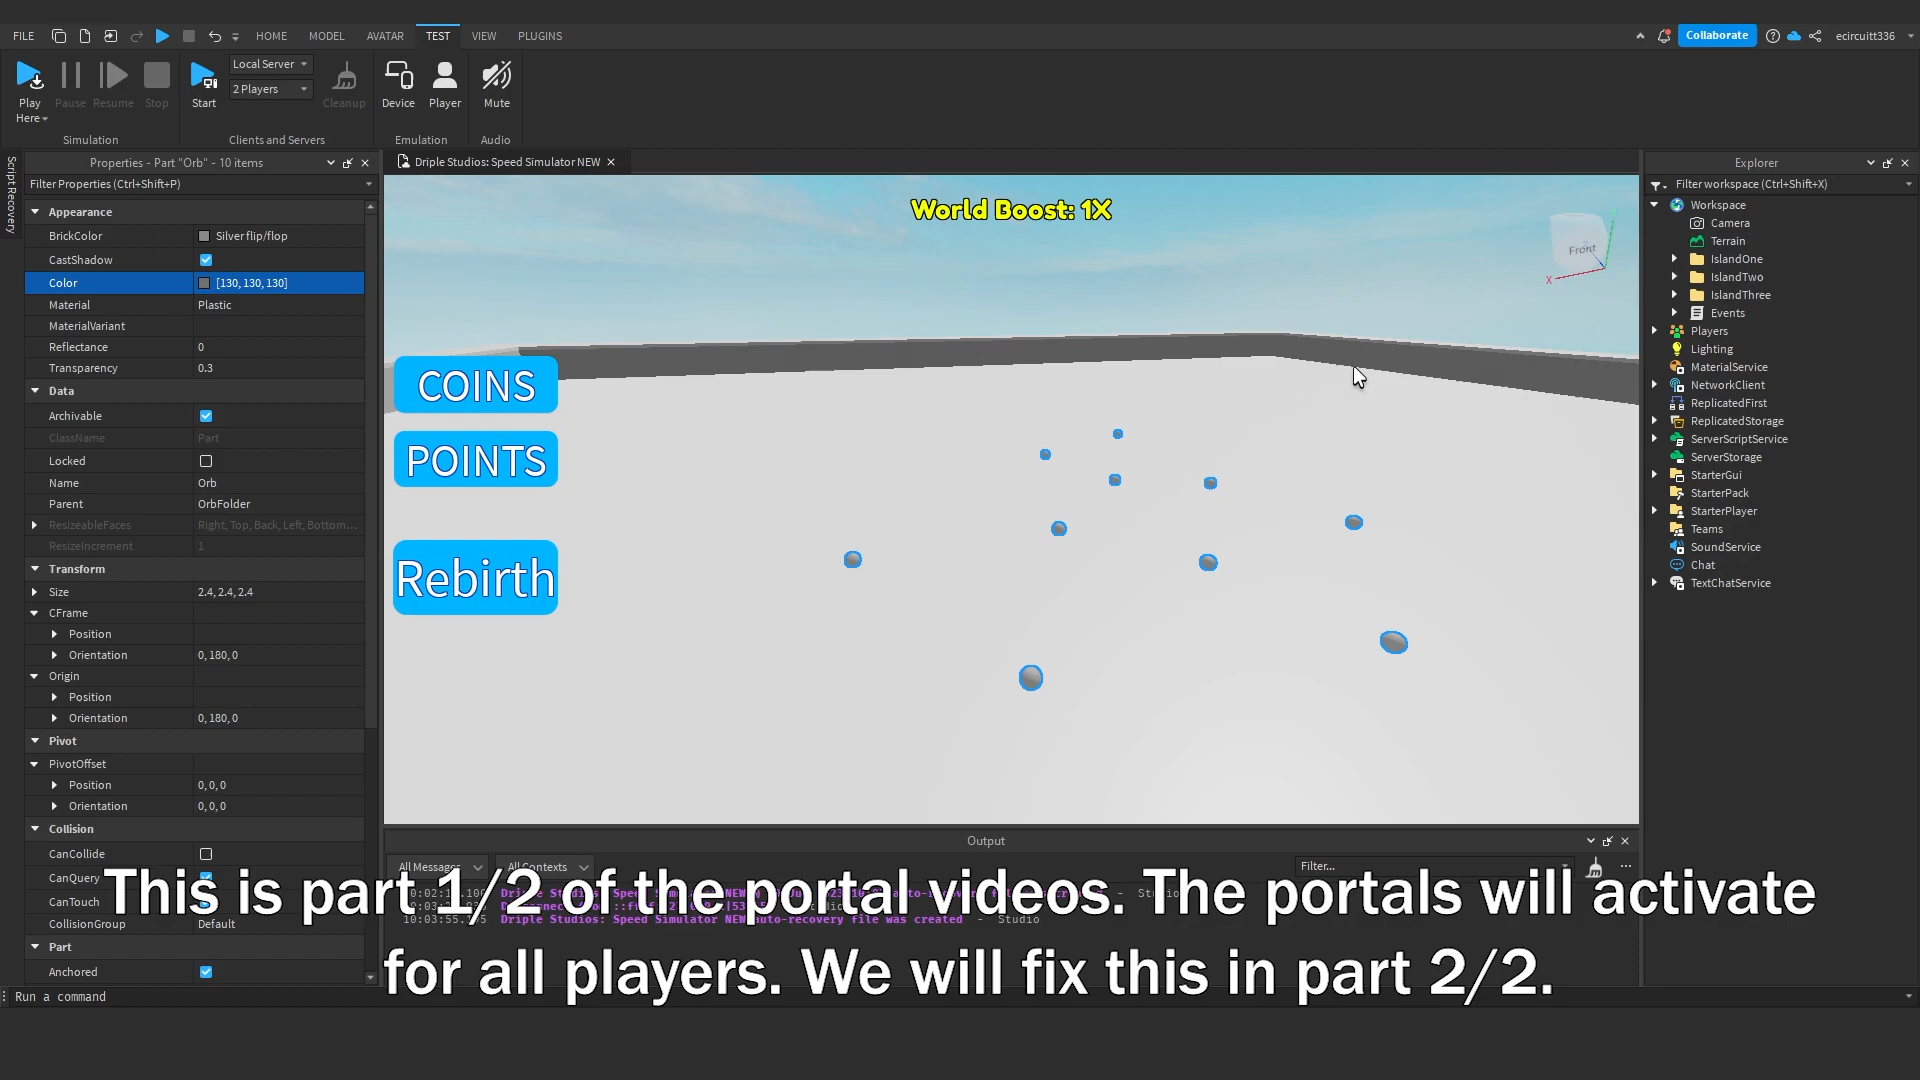 FILE HOME MODEL AVATAR TEST VIEW PLUGINS Collaborate ecircuitt336
Play Here Pause Resume Stop Start Local Server 2 Players Cleanup Device Player Mute
Simulation Clients and Servers Emulation Audio
Script Recovery
Properties - Part "Orb" - 10 items
Filter Properties (Ctrl+Shift+P)
Appearance
BrickColor Silver flip/flop
CastShadow
Color [130, 130, 130]
Material Plastic
MaterialVariant
Reflectance 0
Transparency 0.3
Data
Archivable
ClassName Part
Locked
Name Orb
Parent OrbFolder
ResizeableFaces Right, Top, Back, Left, Bottom...
ResizeIncrement 1
Transform
Size 2.4, 2.4, 2.4
CFrame
Position
Orientation 0, 180, 0
Origin
Position
Orientation 0, 180, 0
Pivot
PivotOffset
Position 0, 0, 0
Orientation 0, 0, 0
Collision
CanCollide
CanQuery
CanTouch
CollisionGroup Default
Part
Anchored
Driple Studios: Speed Simulator NEW
World Boost: 1X
Front
X
COINS
POINTS
Rebirth
Explorer
Filter workspace (Ctrl+Shift+X)
Workspace
Camera
Terrain
IslandOne
IslandTwo
IslandThree
Events
Players
Lighting
MaterialService
NetworkClient
ReplicatedFirst
ReplicatedStorage
ServerScriptService
ServerStorage
StarterGui
StarterPack
StarterPlayer
Teams
SoundService
Chat
TextChatService
Output
All Messages All Contexts Filter...
Driple Studios: Speed Simulator NEW auto-recovery file was created - Studio
This is part 1/2 of the portal videos. The portals will activate
for all players. We will fix this in part 2/2.
Run a command